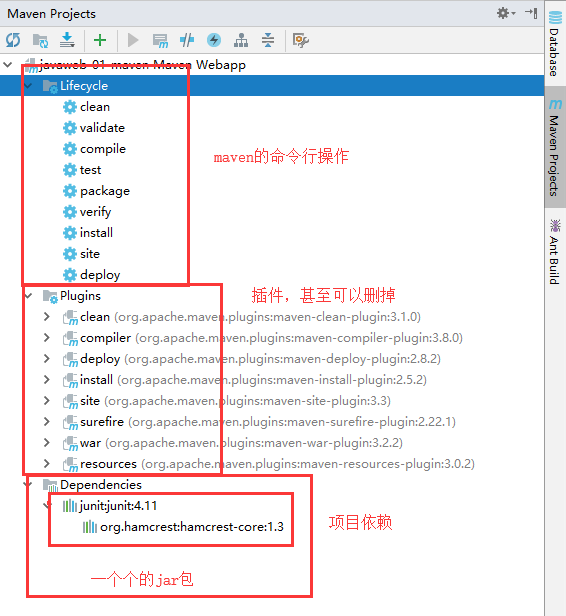 Maven Projects
javaweb-01-maven Maven Webapp
Lifecycle
clean
validate
compile
test
package
verify
install
site
deploy
maven的命令行操作
Plugins
插件，甚至可以删掉
clean (org.apache.maven.plugins:maven-clean-plugin:3.1.0)
compiler (org.apache.maven.plugins:maven-compiler-plugin:3.8.0)
deploy (org.apache.maven.plugins:maven-deploy-plugin:2.8.2)
install (org.apache.maven.plugins:maven-install-plugin:2.5.2)
site (org.apache.maven.plugins:maven-site-plugin:3.3)
surefire (org.apache.maven.plugins:maven-surefire-plugin:2.22.1)
war (org.apache.maven.plugins:maven-war-plugin:3.2.2)
resources (org.apache.maven.plugins:maven-resources-plugin:3.0.2)
Dependencies
junit:junit:4.11
org.hamcrest:hamcrest-core:1.3
项目依赖
一个个的jar包
Database
m Maven Projects
Ant Build